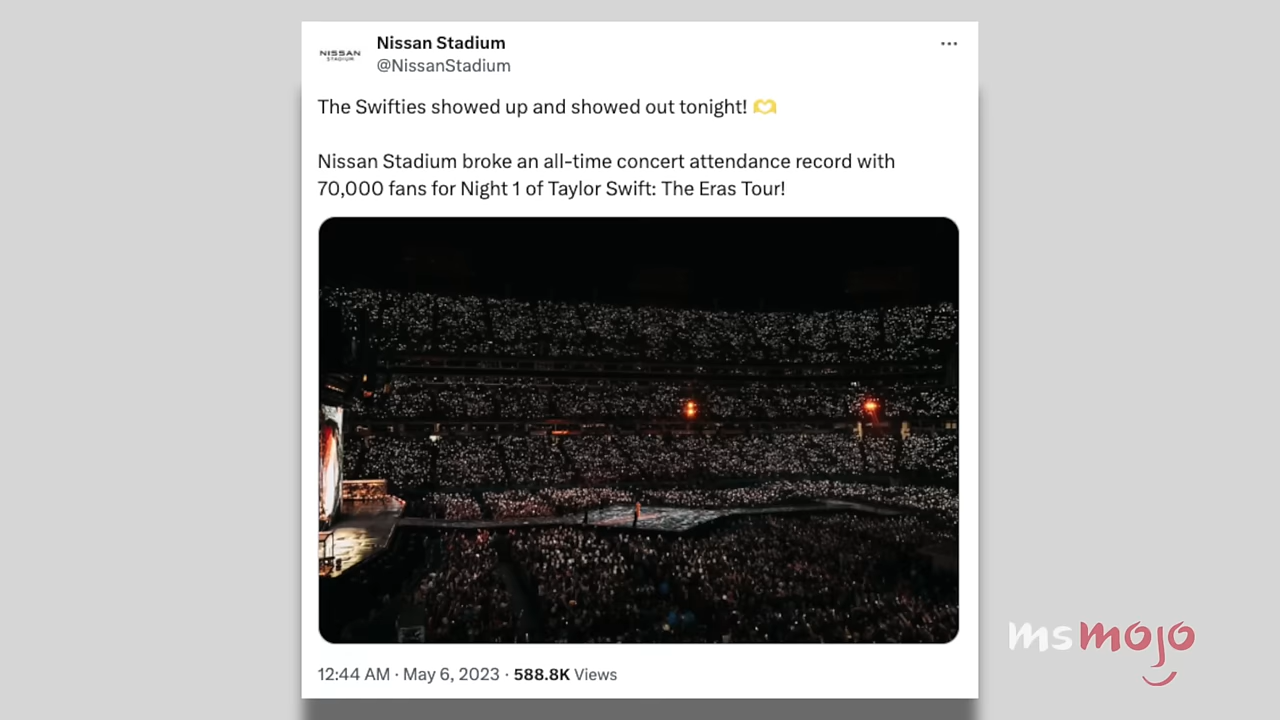 NISSAN
STADIUM
Nissan Stadium
@NissanStadium
The Swifties showed up and showed out tonight! 🫶
Nissan Stadium broke an all-time concert attendance record with
70,000 fans for Night 1 of Taylor Swift: The Eras Tour!
12:44 AM · May 6, 2023 · 588.8K Views
msmojo